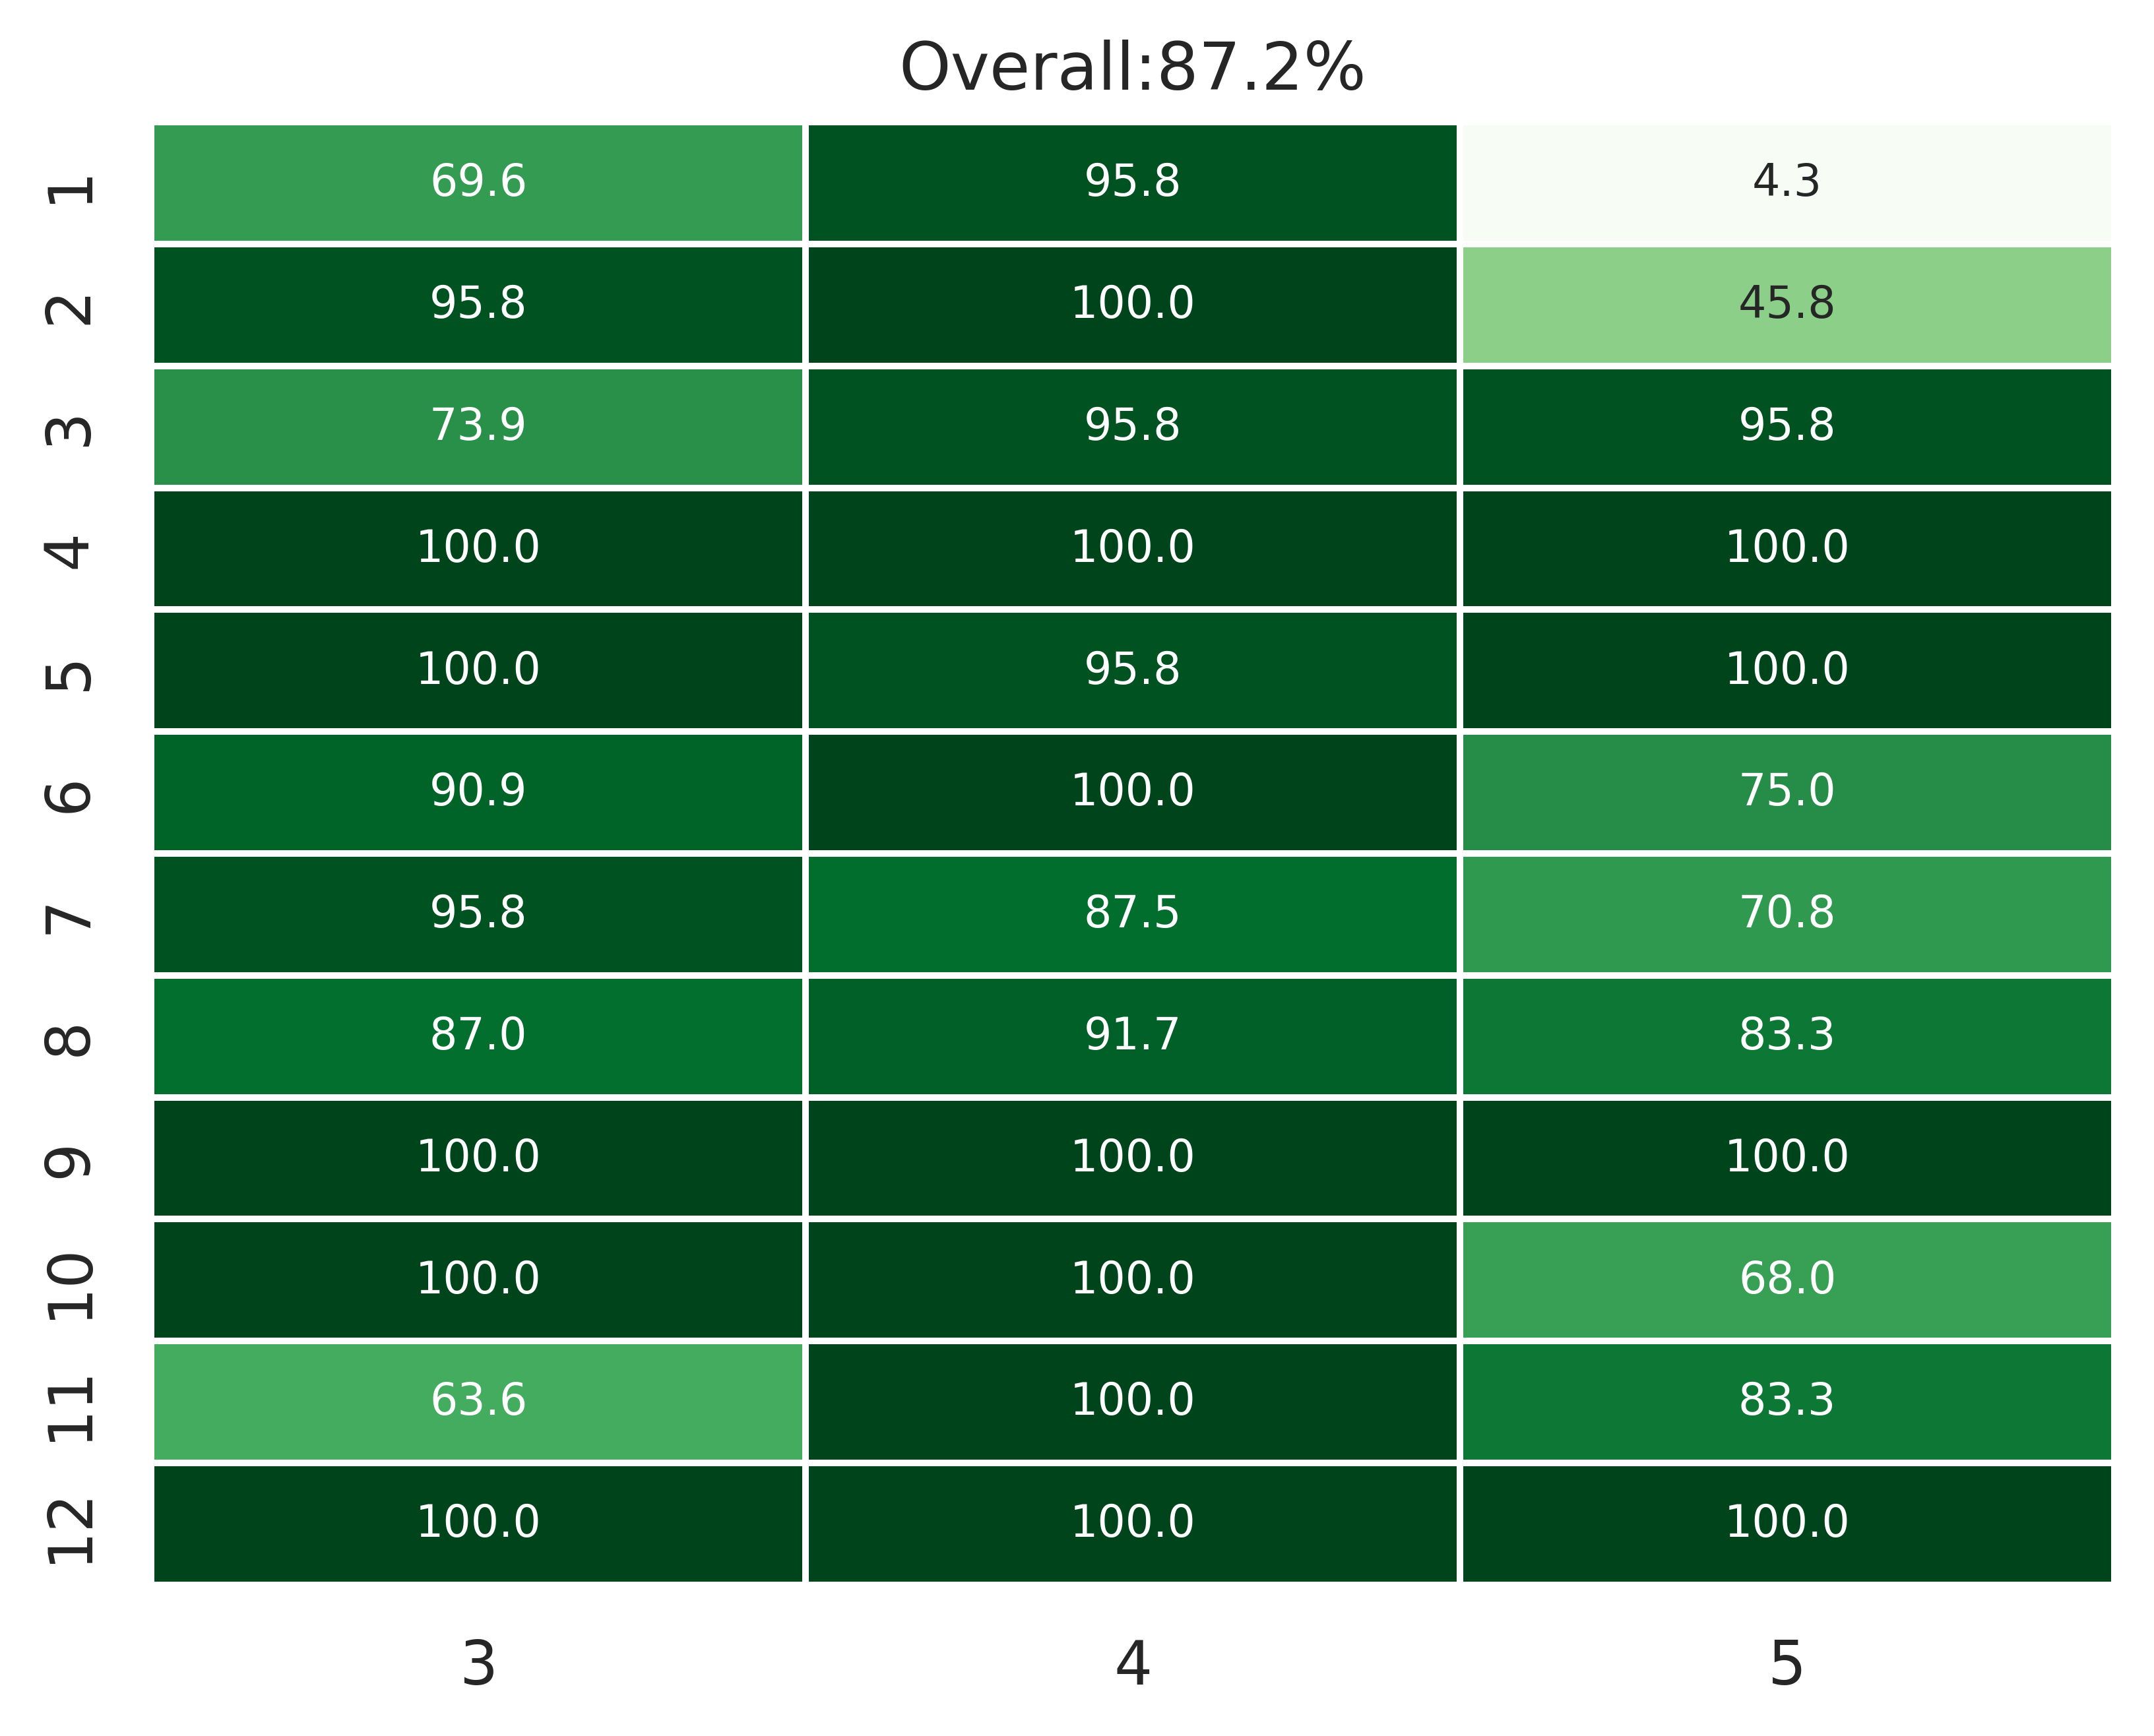 Overall:87.2%
1 69.6 95.8 4.3
2 95.8 100.0 45.8
3 73.9 95.8 95.8
4 100.0 100.0 100.0
5 100.0 95.8 100.0
6 90.9 100.0 75.0
7 95.8 87.5 70.8
8 87.0 91.7 83.3
9 100.0 100.0 100.0
10 100.0 100.0 68.0
11 63.6 100.0 83.3
12 100.0 100.0 100.0
3 4 5